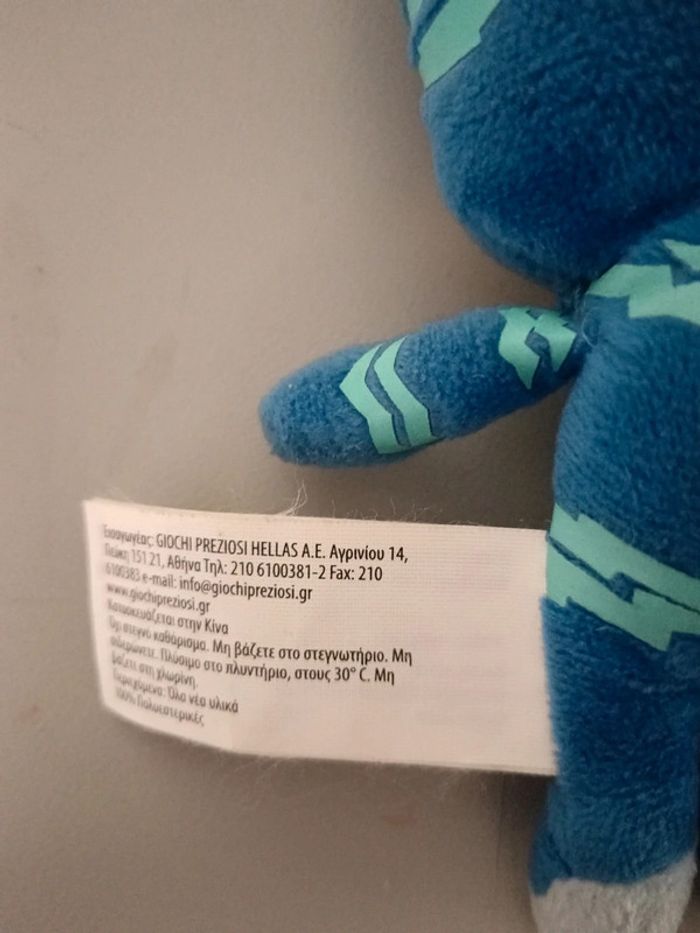 Εισαγωγέας: GIOCHI PREZIOSI HELLAS Α.Ε. Αγρινίου 14,
Πεύκη 151 21, Αθήνα Τηλ: 210 6100381-2 Fax: 210
6100383 e-mail: info@giochipreziosi.gr
www.giochipreziosi.gr
Κατασκευάζεται στην Κίνα
Όχι στεγνό καθάρισμα. Μη βάζετε στο στεγνωτήριο. Μη
σιδερώνετε. Πλύσιμο στο πλυντήριο, στους 30° C. Μη
βάζετε στη χλωρίνη.
Περιεχόμενο: Όλα νέα υλικά
100% Πολυεστερικές